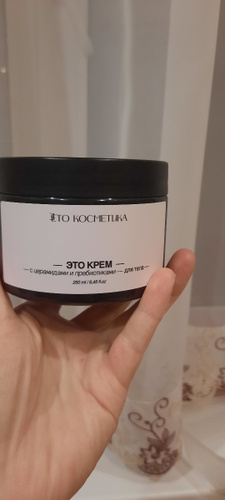 ЭТО КОСМЕТИКА
— ЭТО КРЕМ —
— с церамидами и пребиотиками — для тела —
250 ml / 8,45 fl.oz